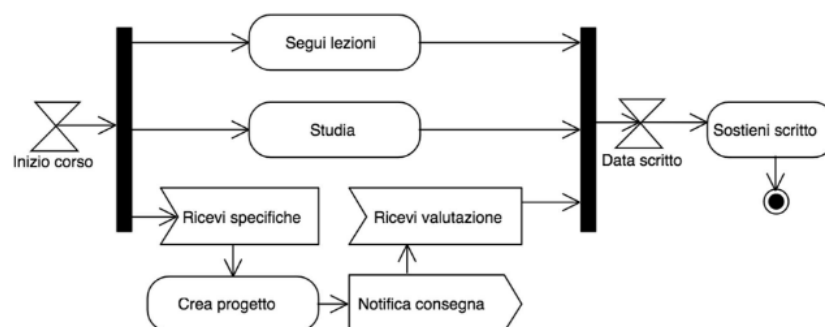 Segui lezioni
Studia
Inizio corso
Data scritto
Sostieni scritto
Ricevi specifiche
Ricevi valutazione
Crea progetto
Notifica consegna